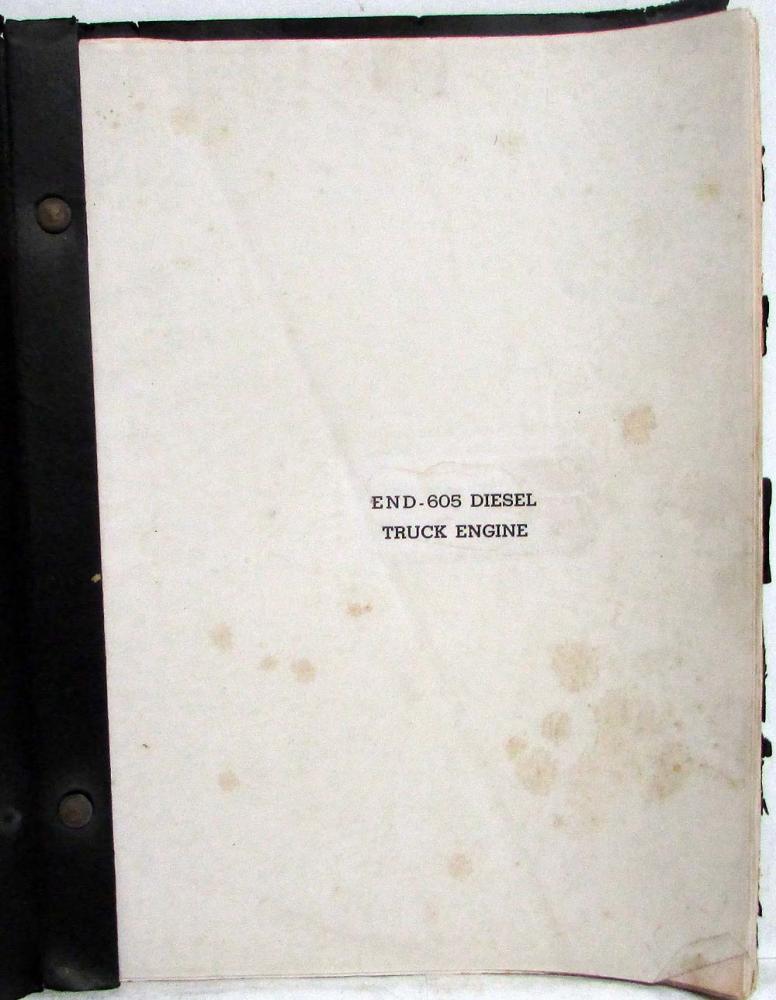 END-605 DIESEL
TRUCK ENGINE